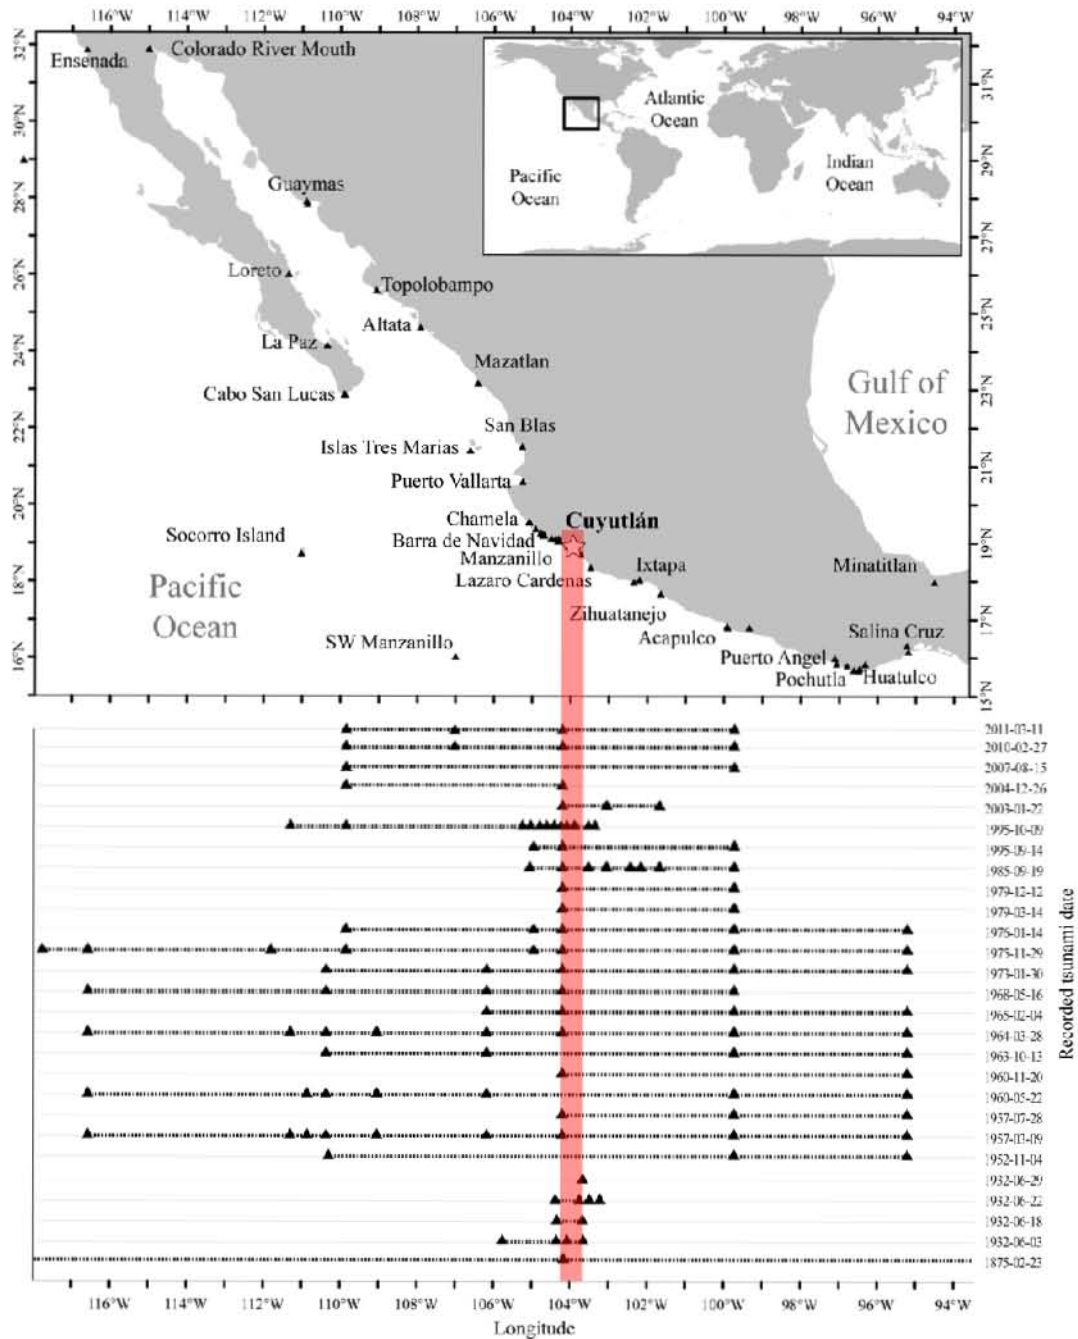 116°W 114°W 112°W 110°W 108°W 106°W 104°W 102°W 100°W 98°W 96°W 94°W
32°N
30°N
28°N
26°N
24°N
22°N
20°N
18°N
16°N
31°N
29°N
27°N
25°N
23°N
21°N
19°N
17°N
15°N
Ensenada
Colorado River Mouth
Guaymas
Loreto
Topolobampo
Altata
La Paz
Mazatlan
Cabo San Lucas
San Blas
Islas Tres Marias
Puerto Vallarta
Chamela
Cuyutlán
Barra de Navidad
Socorro Island
Manzanillo
Ixtapa
Minatitlan
Lazaro Cardenas
Pacific
Ocean
Zihuatanejo
Acapulco
Salina Cruz
SW Manzanillo
Puerto Angel
Pochutla
Huatulco
Gulf of
Mexico
Atlantic
Ocean
Pacific
Ocean
Indian
Ocean
2011-03-11
2010-02-27
2007-08-15
2004-12-26
2003-01-22
1995-10-09
1995-09-14
1985-09-19
1979-12-12
1979-03-14
1976-01-14
1975-11-29
1973-01-30
1968-05-16
1965-02-04
1964-03-28
1963-10-13
1960-11-20
1960-05-22
1957-07-28
1957-03-09
1952-11-04
1932-06-29
1932-06-22
1932-06-18
1932-06-03
1875-02-23
Recorded tsunami date
116°W 114°W 112°W 110°W 108°W 106°W 104°W 102°W 100°W 98°W 96°W 94°W
Longitude